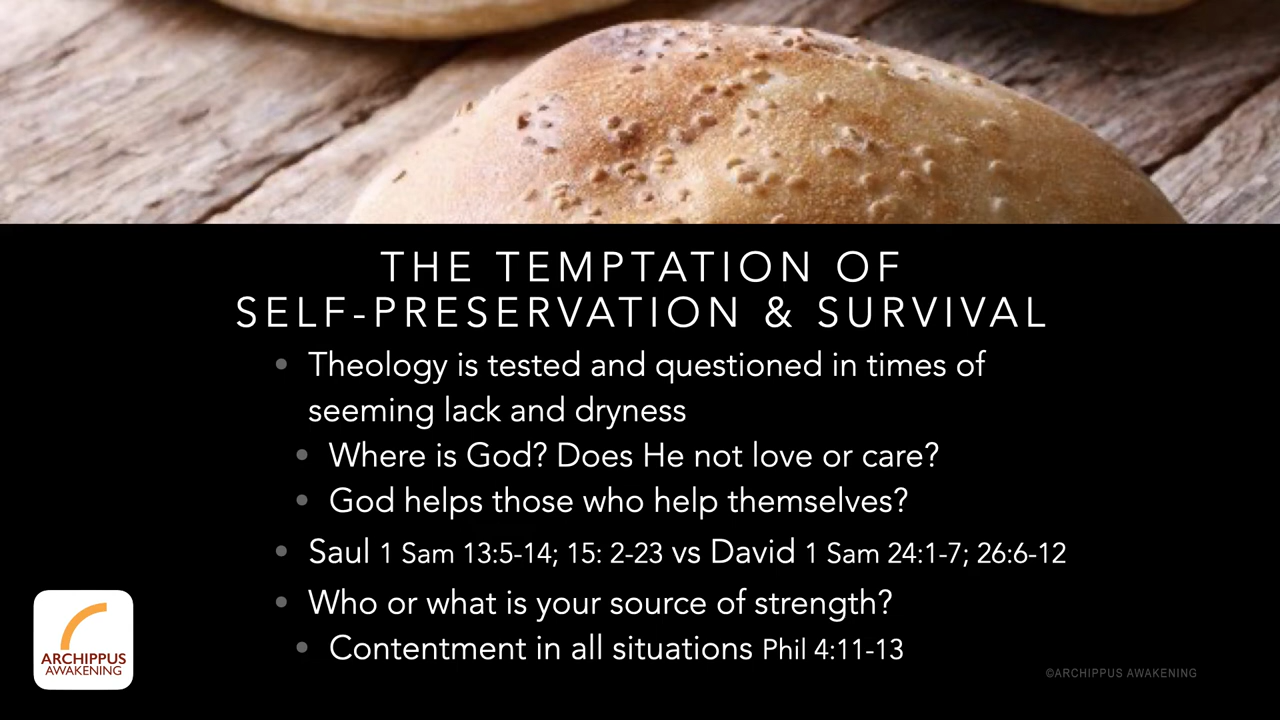 THE TEMPTATION OF
SELF-PRESERVATION & SURVIVAL
• Theology is tested and questioned in times of
seeming lack and dryness
• Where is God? Does He not love or care?
• God helps those who help themselves?
• Saul 1 Sam 13:5-14; 15: 2-23 vs David 1 Sam 24:1-7; 26:6-12
• Who or what is your source of strength?
• Contentment in all situations Phil 4:11-13
ARCHIPPUS
AWAKENING
©ARCHIPPUS AWAKENING